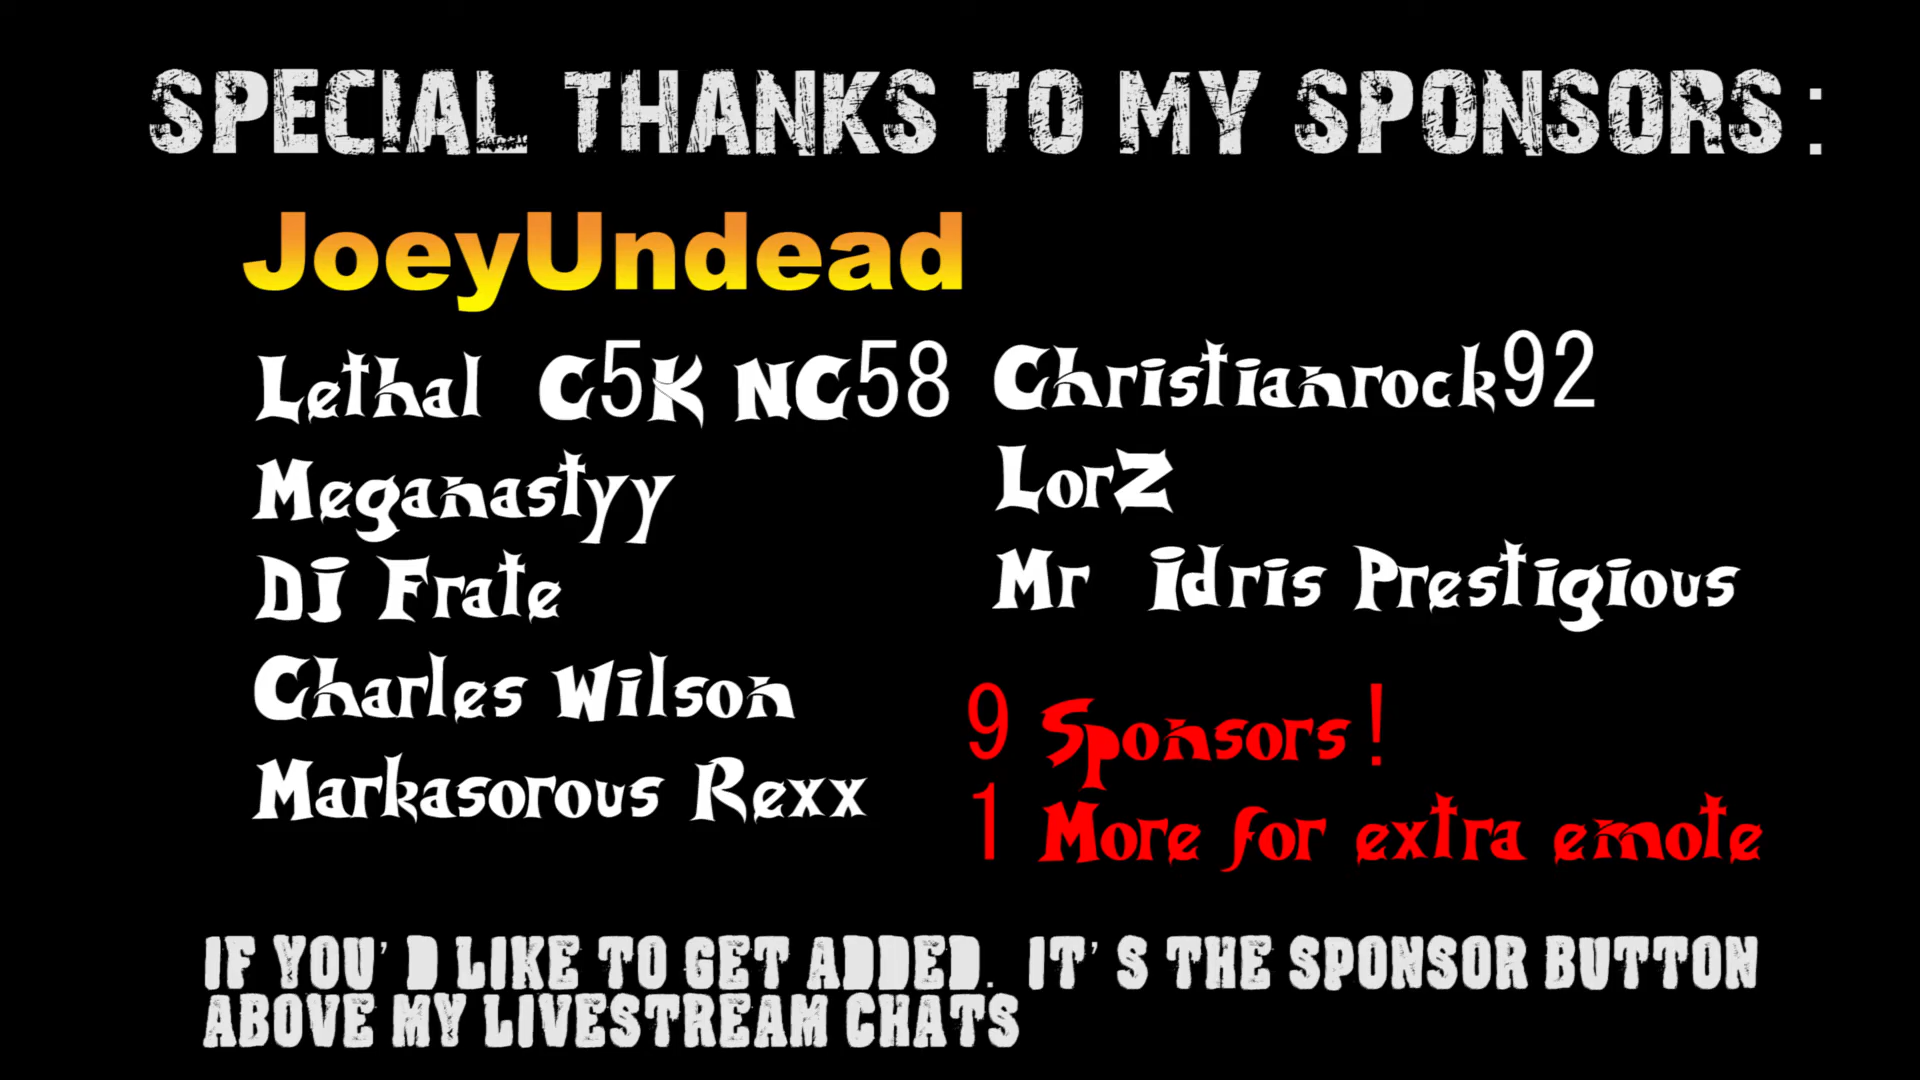 SPECIAL THANKS TO MY SPONSORS:
JoeyUndead
Lethal C5K NC58
Meganastyy
DJ Frate
Charles Wilson
Markasorous Rexx
Christianrock92
LorZ
Mr Idris Prestigious
9 Sponsors!
1 More for extra emote
IF YOU'D LIKE TO GET ADDED. IT'S THE SPONSOR BUTTON
ABOVE MY LIVESTREAM CHATS